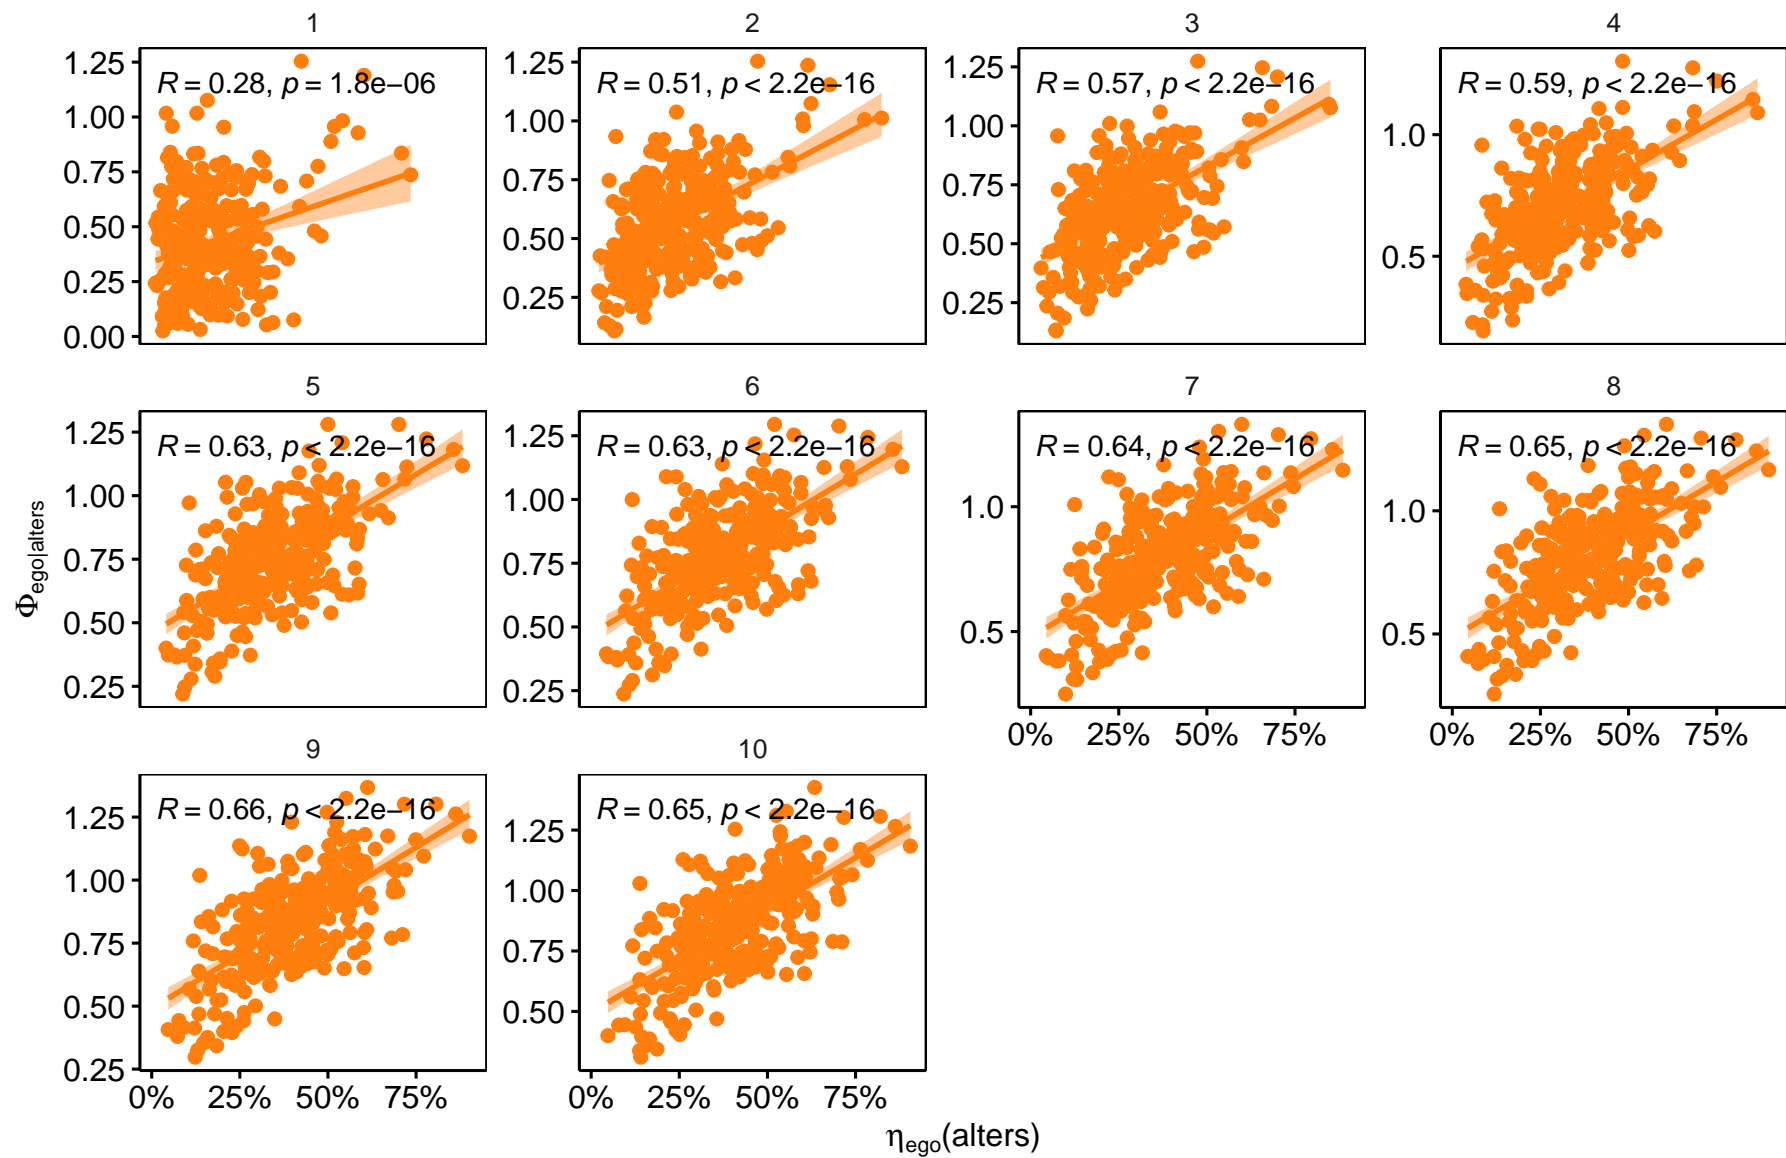 1 2 3 4
1.25
1.00
0.75
0.50
0.25
0.00
R = 0.28, p = 1.8e−06
1.25
1.00
0.75
0.50
0.25
R = 0.51, p < 2.2e−16
1.25
1.00
0.75
0.50
0.25
R = 0.57, p < 2.2e−16
1.0
0.5
R = 0.59, p < 2.2e−16
5 6 7 8
1.25
1.00
0.75
0.50
0.25
R = 0.63, p < 2.2e−16
1.25
1.00
0.75
0.50
0.25
R = 0.63, p < 2.2e−16
1.0
0.5
R = 0.64, p < 2.2e−16
0% 25% 50% 75%
1.0
0.5
R = 0.65, p < 2.2e−16
0% 25% 50% 75%
Φego|alters
9 10
1.25
1.00
0.75
0.50
0.25
R = 0.66, p < 2.2e−16
0% 25% 50% 75%
1.25
1.00
0.75
0.50
R = 0.65, p < 2.2e−16
0% 25% 50% 75%
ηego(alters)